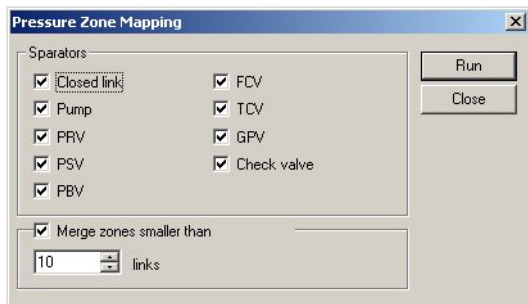 Pressure Zone Mapping
Sparators
Closed link
Pump
PRV
PSV
PBV
FCV
TCV
GPV
Check valve
Run
Close
Merge zones smaller than
10 links